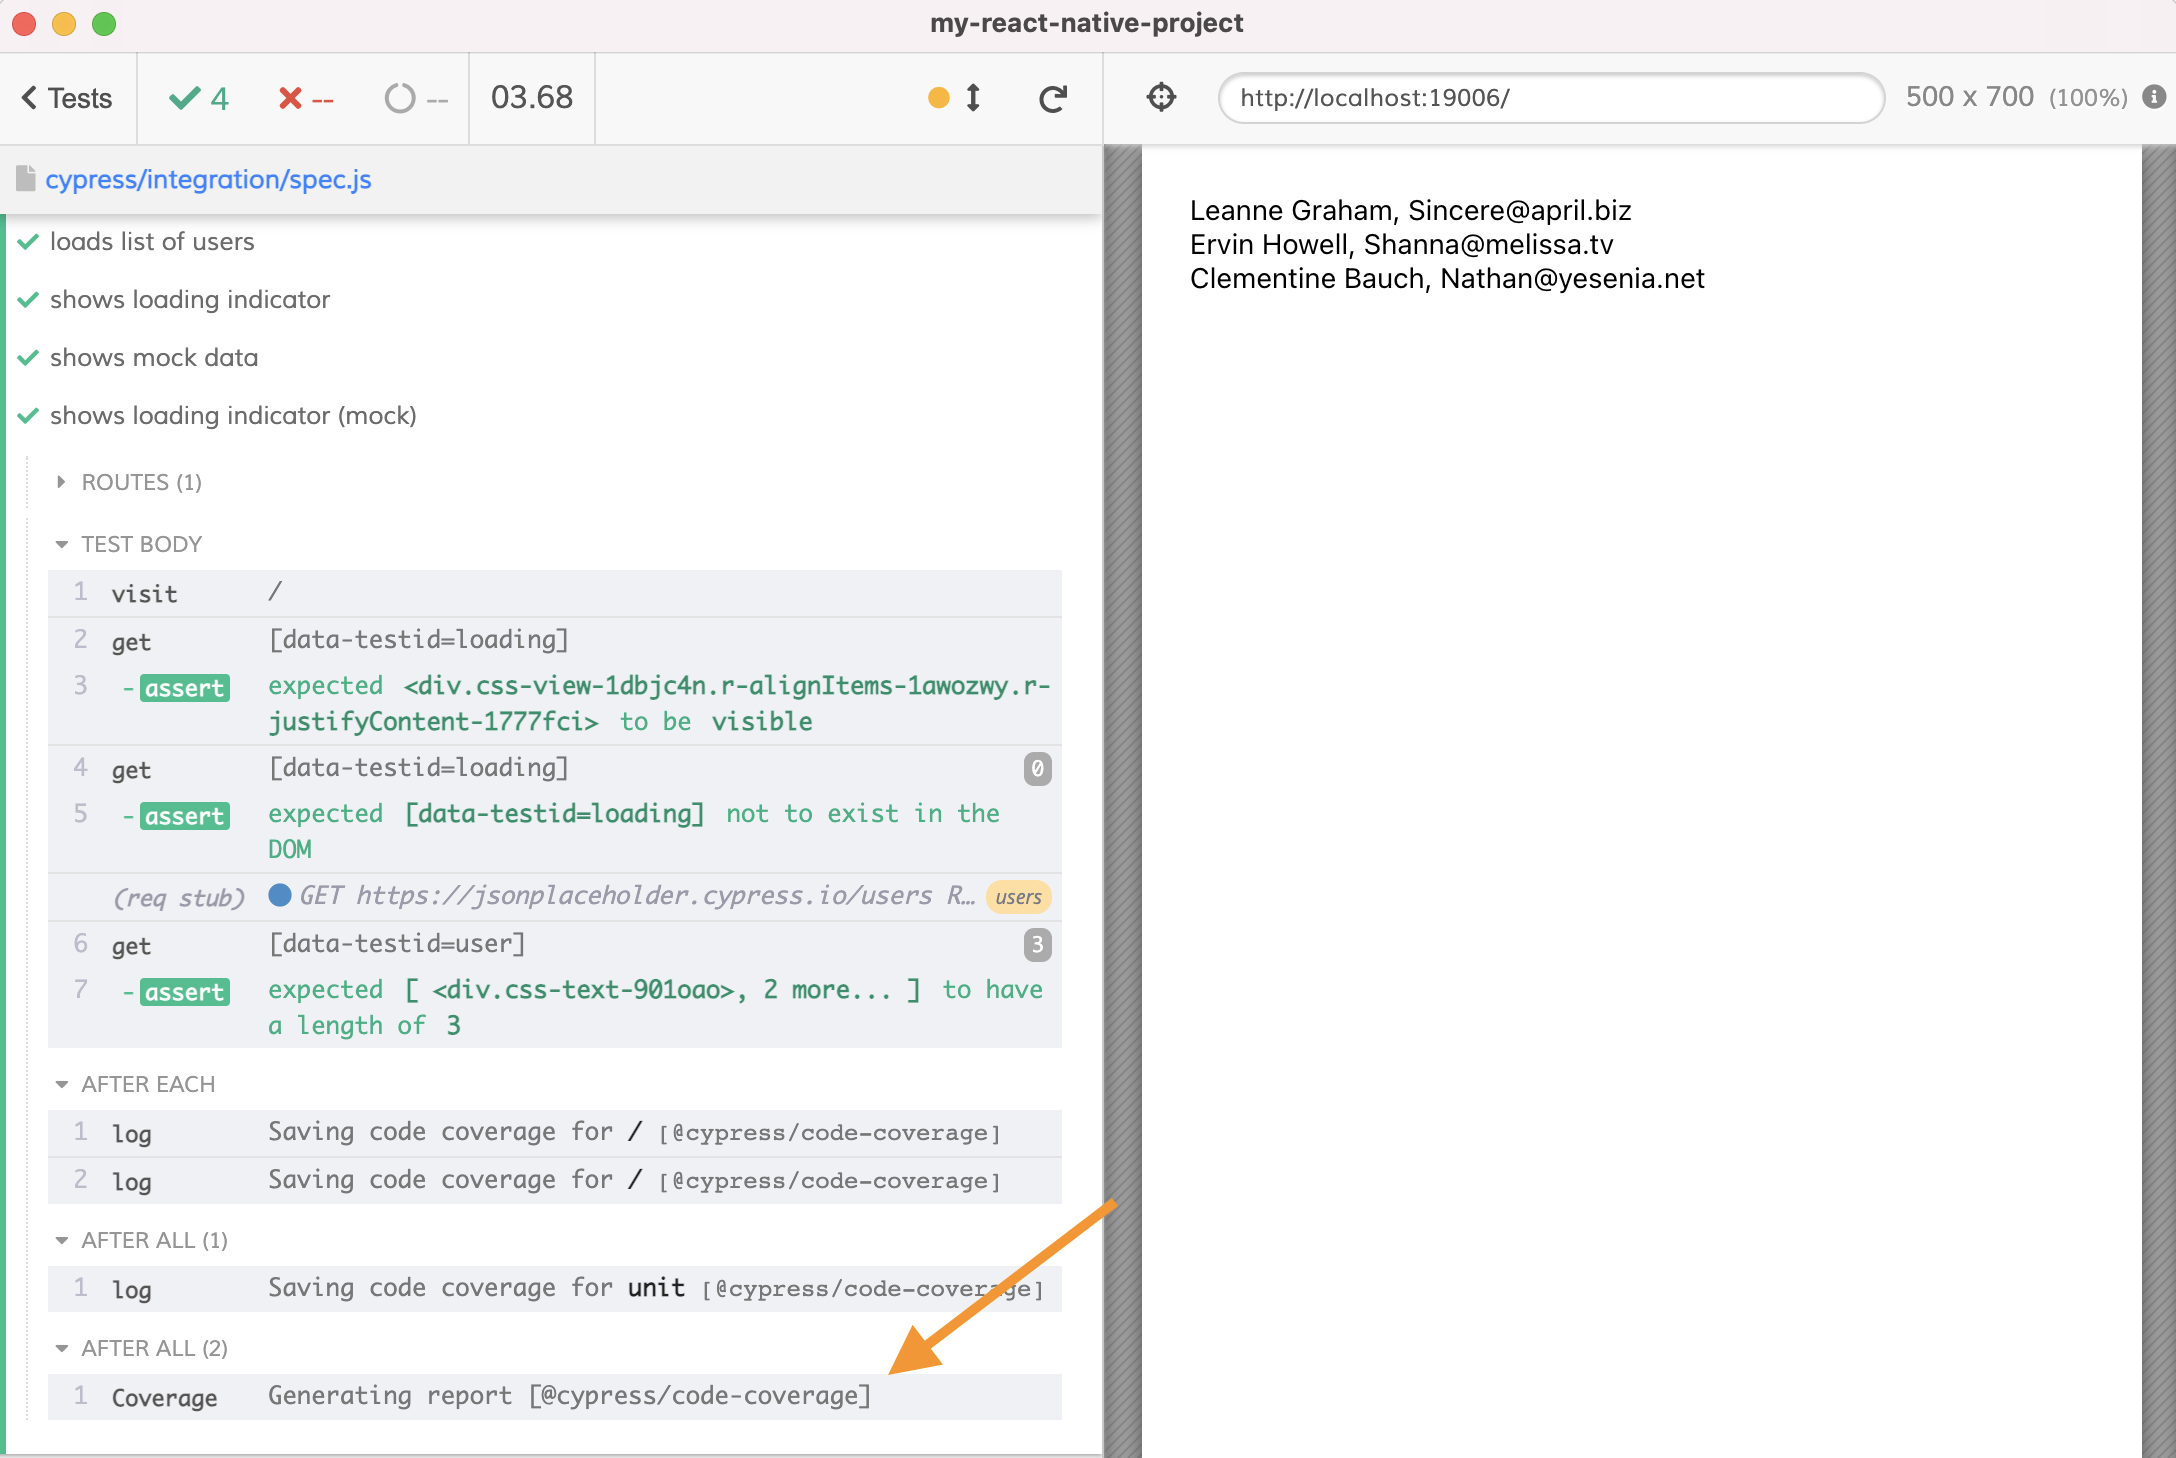 my-react-native-project
Tests
4
--
--
03.68
http://localhost:19006/
500 x 700 (100%)
cypress/integration/spec.js
loads list of users
shows loading indicator
shows mock data
shows loading indicator (mock)
ROUTES (1)
TEST BODY
1 visit /
2 get [data-testid=loading]
3 -assert expected <div.css-view-1dbjc4n.r-alignItems-1awozwy.r-
justifyContent-1777fci> to be visible
4 get [data-testid=loading] 0
5 -assert expected [data-testid=loading] not to exist in the
DOM
(req stub) GET https://jsonplaceholder.cypress.io/users R... users
6 get [data-testid=user] 3
7 -assert expected [ <div.css-text-901oao>, 2 more... ] to have
a length of 3
AFTER EACH
1 log Saving code coverage for / [@cypress/code-coverage]
2 log Saving code coverage for / [@cypress/code-coverage]
AFTER ALL (1)
1 log Saving code coverage for unit [@cypress/code-coverage]
AFTER ALL (2)
1 Coverage Generating report [@cypress/code-coverage]
Leanne Graham, Sincere@april.biz
Ervin Howell, Shanna@melissa.tv
Clementine Bauch, Nathan@yesenia.net